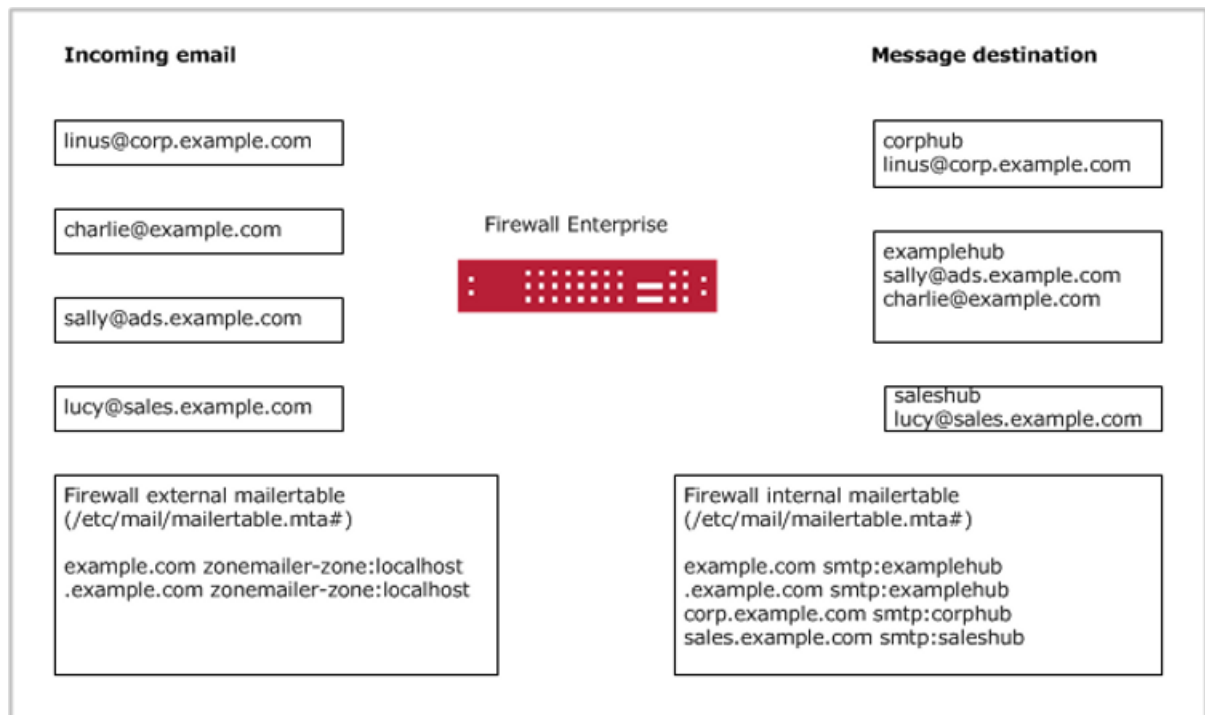 Incoming email
Message destination
linus@corp.example.com
corphub
linus@corp.example.com
charlie@example.com
Firewall Enterprise
examplehub
sally@ads.example.com
charlie@example.com
sally@ads.example.com
lucy@sales.example.com
saleshub
lucy@sales.example.com
Firewall external mailertable
(/etc/mail/mailertable.mta#)
example.com zonemailer-zone:localhost
.example.com zonemailer-zone:localhost
Firewall internal mailertable
(/etc/mail/mailertable.mta#)
example.com smtp:examplehub
.example.com smtp:examplehub
corp.example.com smtp:corphub
sales.example.com smtp:saleshub